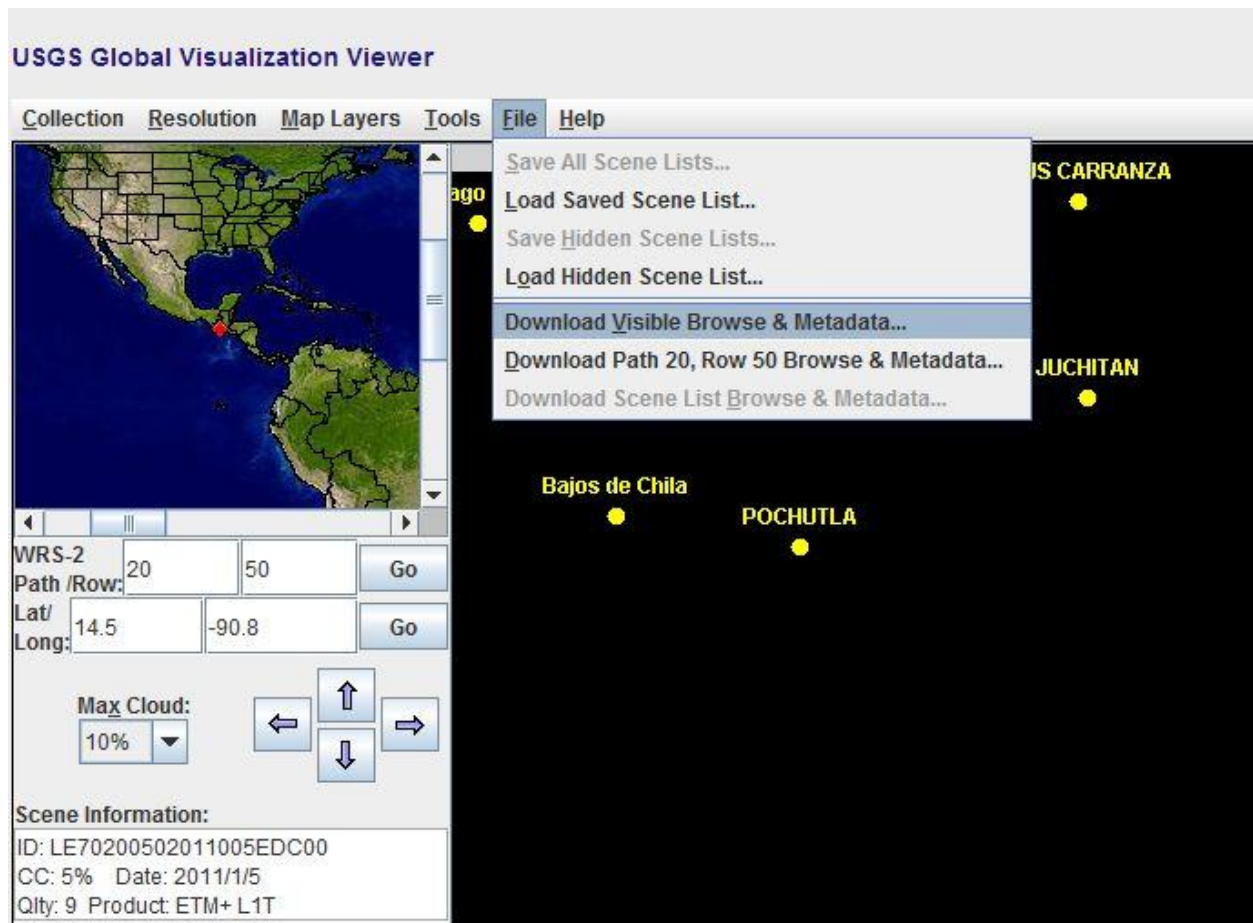 USGS Global Visualization Viewer
Collection Resolution Map Layers Tools File Help
Save All Scene Lists...
Load Saved Scene List...
Save Hidden Scene Lists...
Load Hidden Scene List...
Download Visible Browse & Metadata...
Download Path 20, Row 50 Browse & Metadata...
Download Scene List Browse & Metadata...
ago
US CARRANZA
JUCHITAN
Bajos de Chila
POCHUTLA
WRS-2
Path /Row: 20 50 Go
Lat/
Long: 14.5 -90.8 Go
Max Cloud:
10%
Scene Information:
ID: LE70200502011005EDC00
CC: 5% Date: 2011/1/5
Qlty: 9 Product: ETM+ L1T